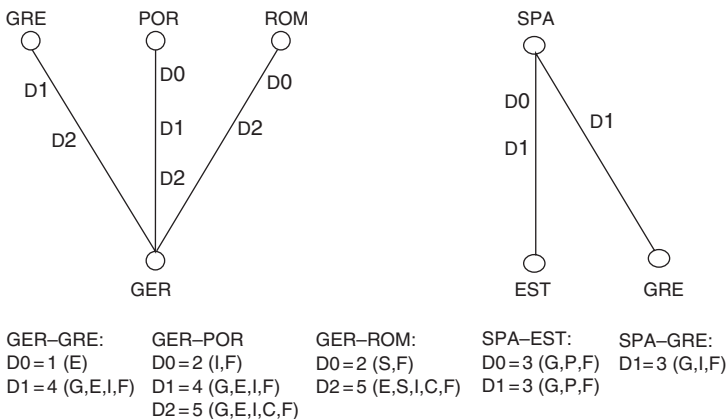 GRE POR ROM SPA
D1 D0 D0 D0 D1
D2 D1 D2 D1
D2
GER EST GRE
GER–GRE:
D0=1 (E)
D1=4 (G,E,I,F)
GER–POR
D0=2 (I,F)
D1=4 (G,E,I,F)
D2=5 (G,E,I,C,F)
GER–ROM:
D0=2 (S,F)
D2=5 (E,S,I,C,F)
SPA–EST:
D0=3 (G,P,F)
D1=3 (G,P,F)
SPA–GRE:
D1=3 (G,I,F)